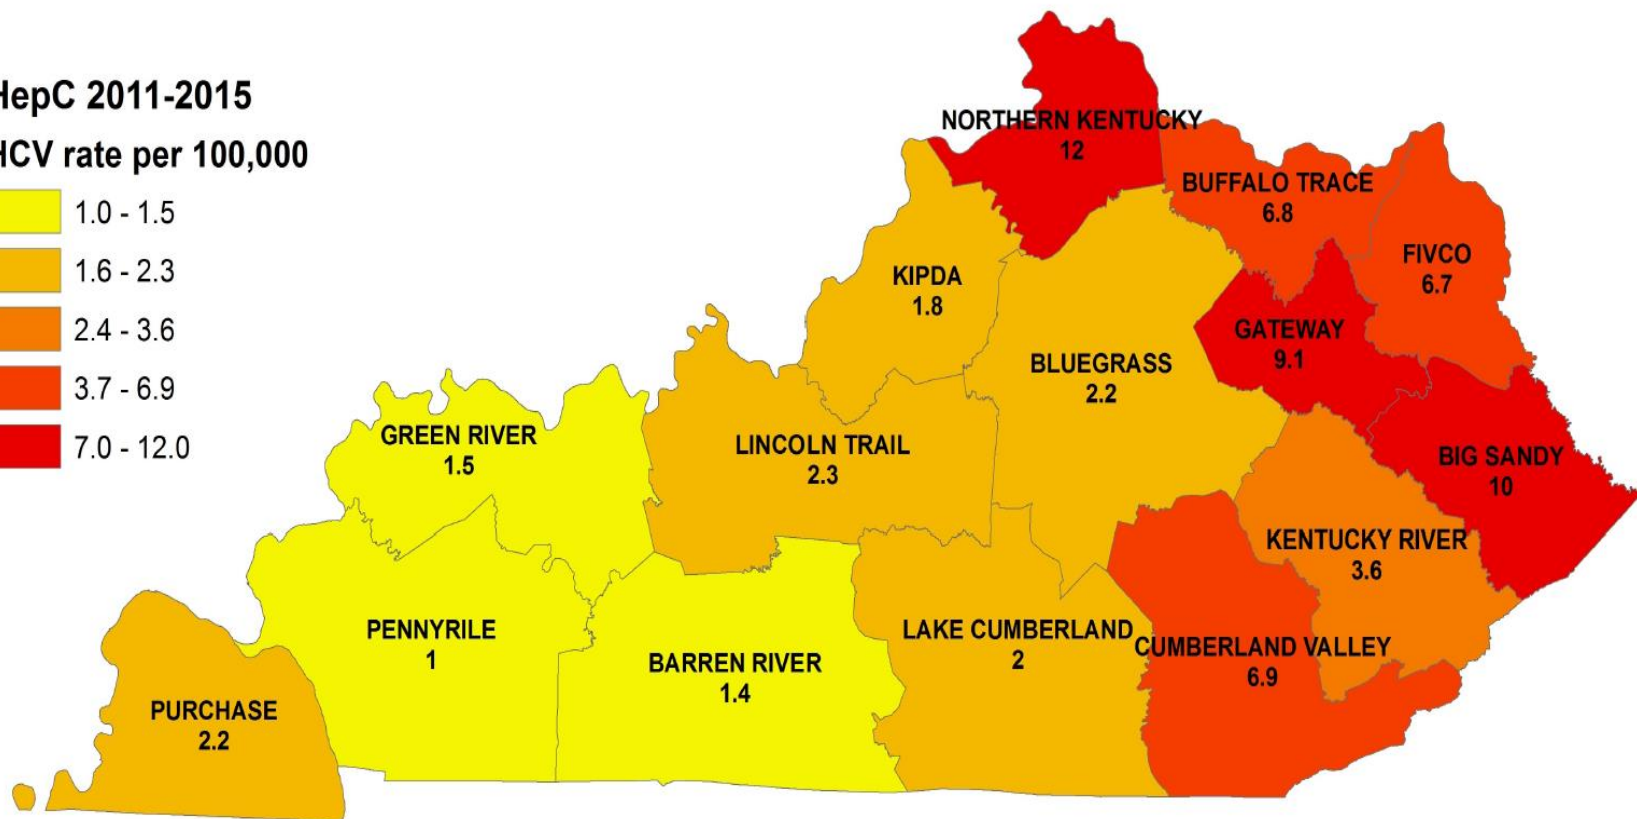 HepC 2011-2015
HCV rate per 100,000
1.0 - 1.5
1.6 - 2.3
2.4 - 3.6
3.7 - 6.9
7.0 - 12.0
NORTHERN KENTUCKY
12
BUFFALO TRACE
6.8
FIVCO
6.7
KIPDA
1.8
GATEWAY
9.1
BLUEGRASS
2.2
GREEN RIVER
1.5
LINCOLN TRAIL
2.3
BIG SANDY
10
KENTUCKY RIVER
3.6
PENNYRILE
1
BARREN RIVER
1.4
LAKE CUMBERLAND
2
CUMBERLAND VALLEY
6.9
PURCHASE
2.2